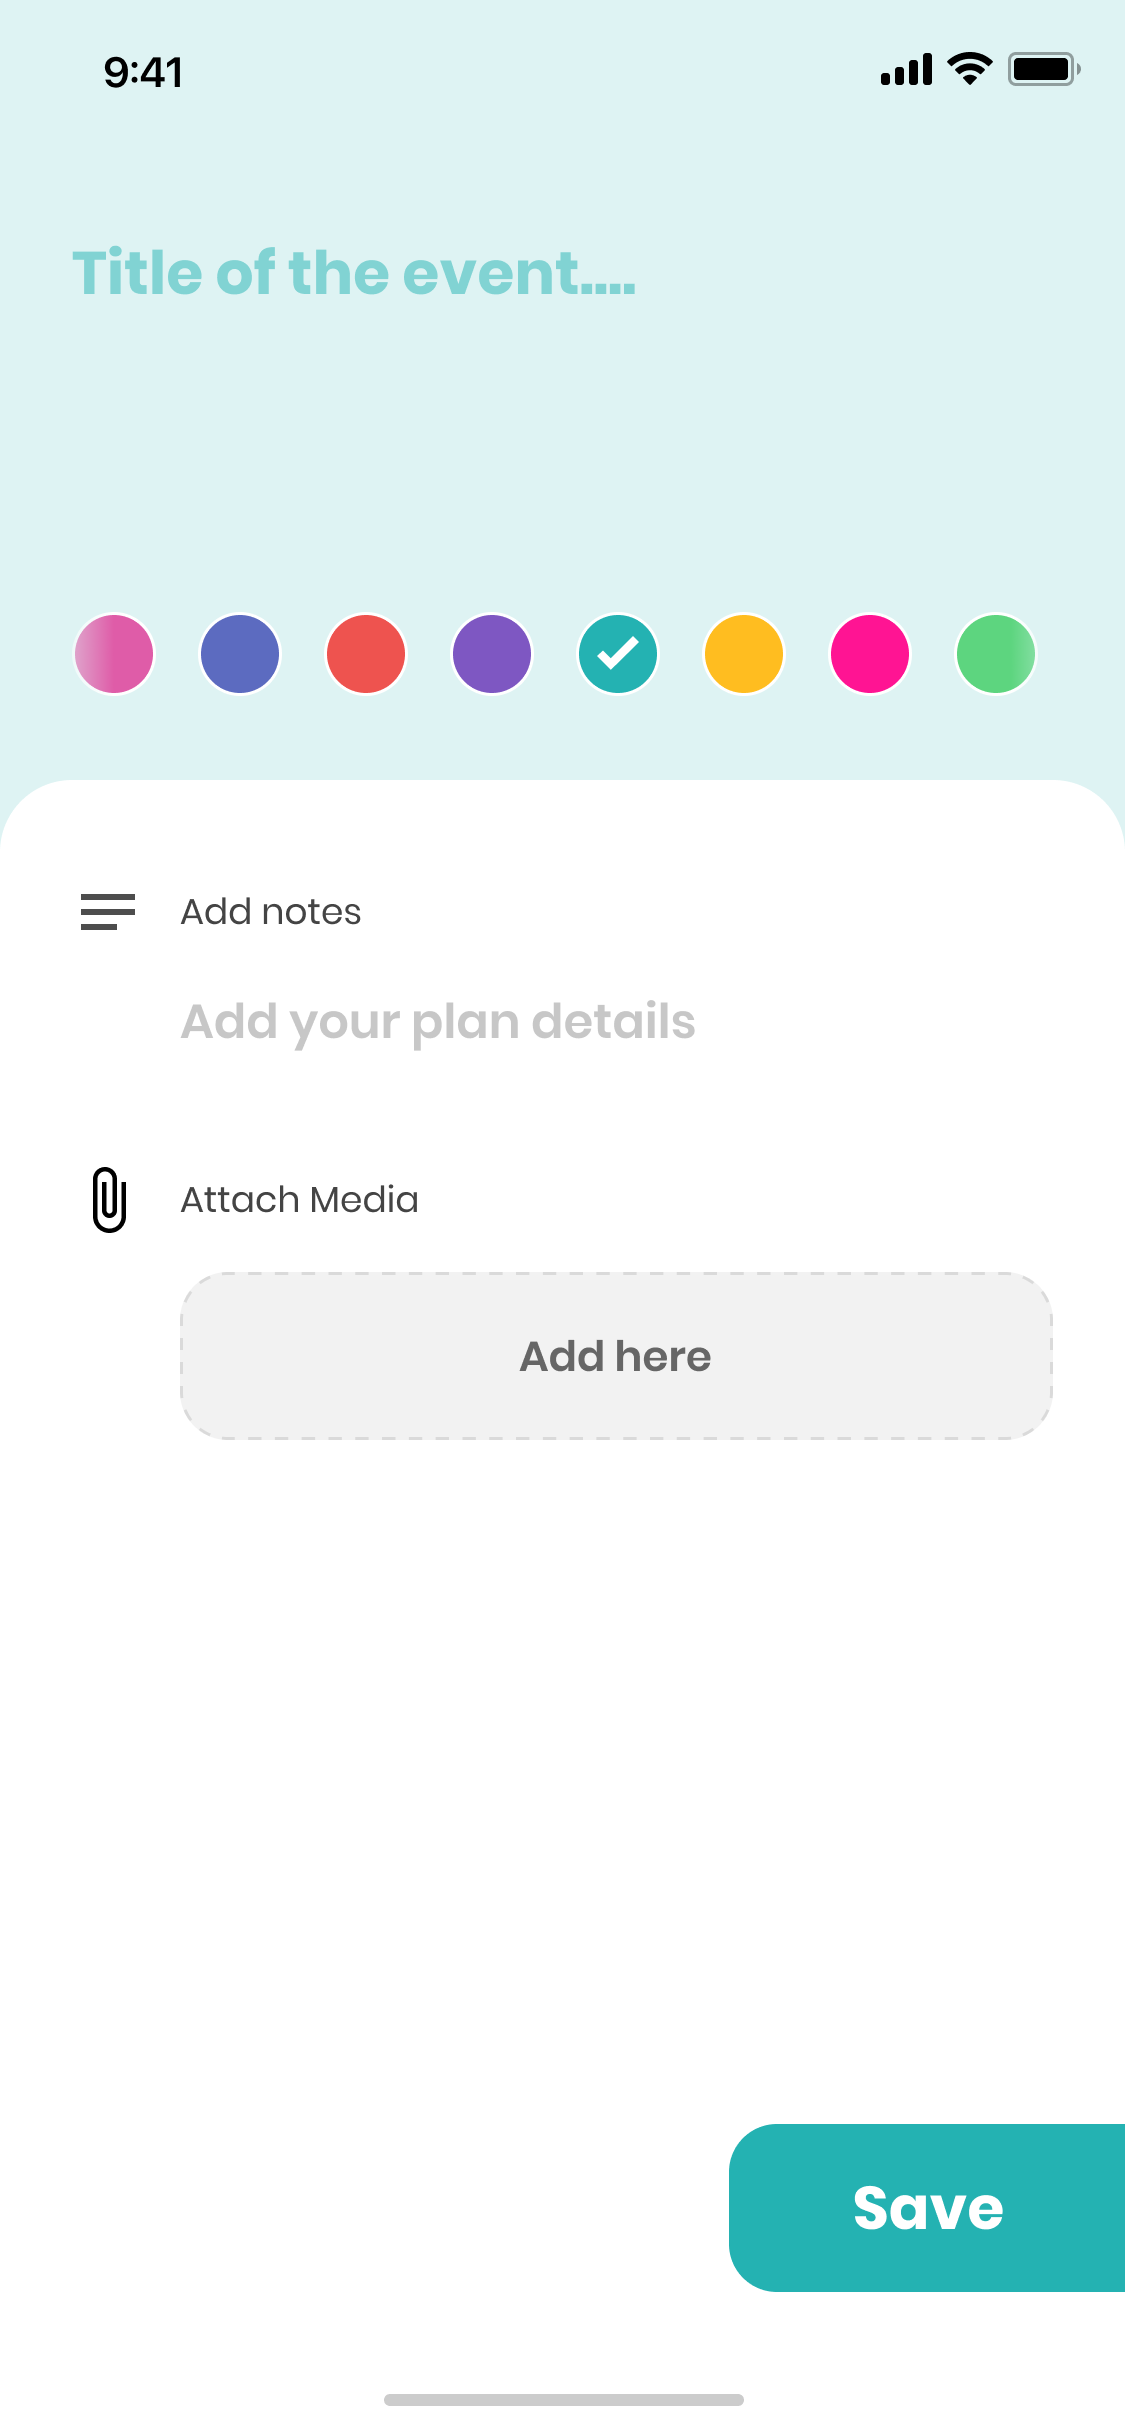 9:41
Title of the event....
Add notes
Add your plan details
Attach Media
Add here
Save